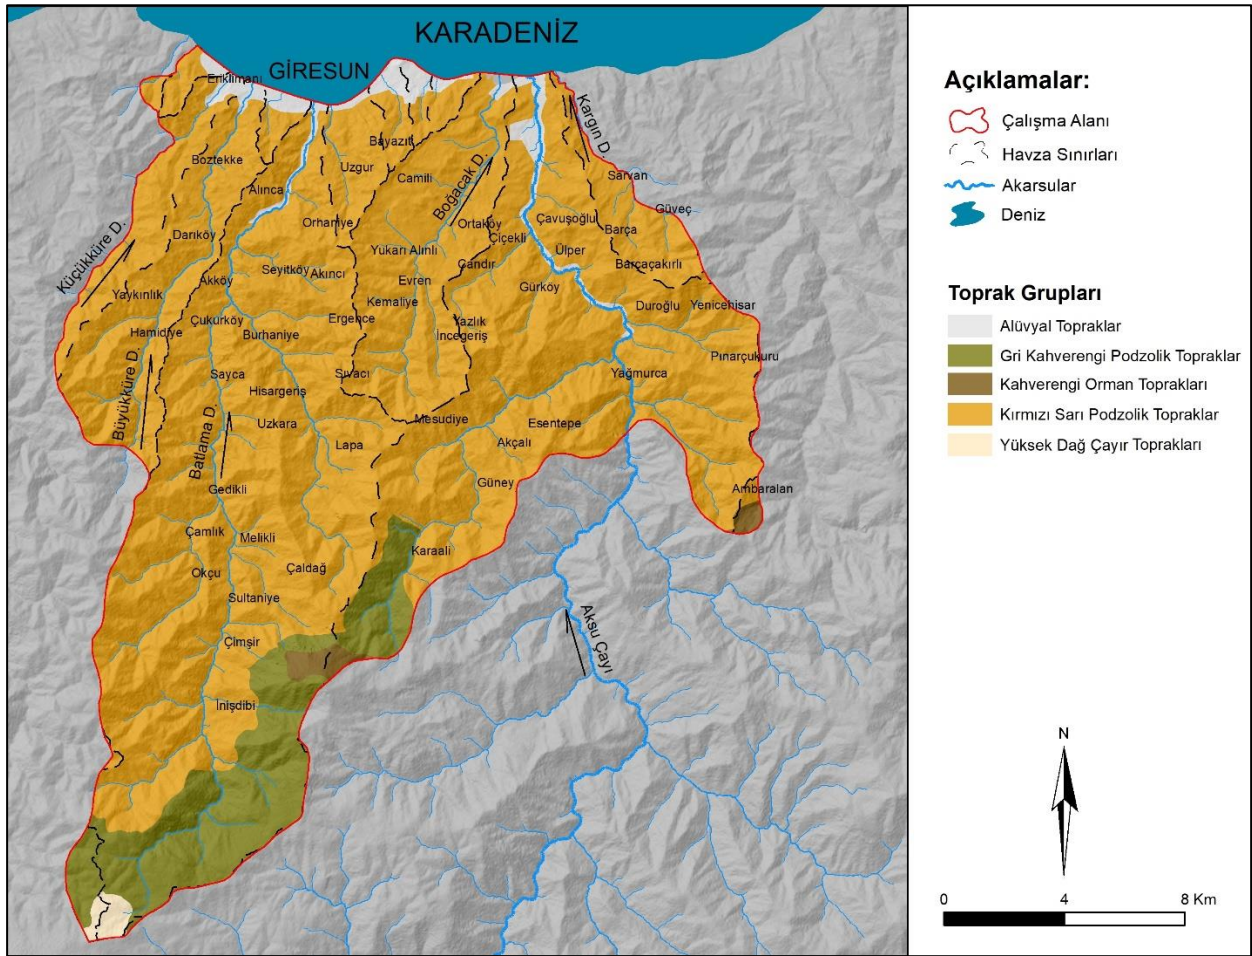 KARADENİZ
GİRESUN
Eriklimanı
Kargın D.
Bayazıt
Boztekke
Uzgur
Camili
Boğacak D.
Sarvan
Alınca
Güveç
Orhaniye
Ortaköy
Çavuşoğlu
Çiçekli
Barça
Küçükküre D.
Darıköy
Yukarı Alınlı
Ülper
Seyitköy
Akıncı
Çandır
Barçaçakırlı
Akköy
Evren
Gürköy
Yaykınlık
Kemaliye
Duroğlu
Yenicehisar
Çukurköy
Ergence
Yazlık
Hamidiye
Burhaniye
İncegeriş
Pınarçukuru
Büyükküre D.
Sayca
Sıvacı
Yağmurca
Hisargeriş
Batlama D.
Uzkara
Mesudiye
Esentepe
Lapa
Akçalı
Güney
Gedikli
Ambaralan
Çamlık
Melikli
Karaali
Okçu
Çaldağ
Sultaniye
Aksu Çayı
Çimşir
İnişdibi
Açıklamalar:
Çalışma Alanı
Havza Sınırları
Akarsular
Deniz
Toprak Grupları
Alüvyal Topraklar
Gri Kahverengi Podzolik Topraklar
Kahverengi Orman Toprakları
Kırmızı Sarı Podzolik Topraklar
Yüksek Dağ Çayır Toprakları
N
0 4 8 Km